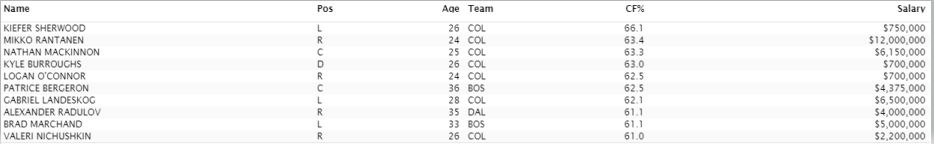 Name Pos Age Team CF% Salary
KIEFER SHERWOOD L 26 COL 66.1 $750,000
MIKKO RANTANEN R 24 COL 63.4 $12,000,000
NATHAN MACKINNON C 25 COL 63.3 $6,150,000
KYLE BURROUGHS D 26 COL 63.0 $700,000
LOGAN O'CONNOR R 24 COL 62.5 $700,000
PATRICE BERGERON C 36 BOS 62.5 $4,375,000
GABRIEL LANDESKOG L 28 COL 62.1 $6,500,000
ALEXANDER RADULOV R 35 DAL 61.1 $4,000,000
BRAD MARCHAND L 33 BOS 61.1 $5,000,000
VALERI NICHUSHKIN R 26 COL 61.0 $2,200,000